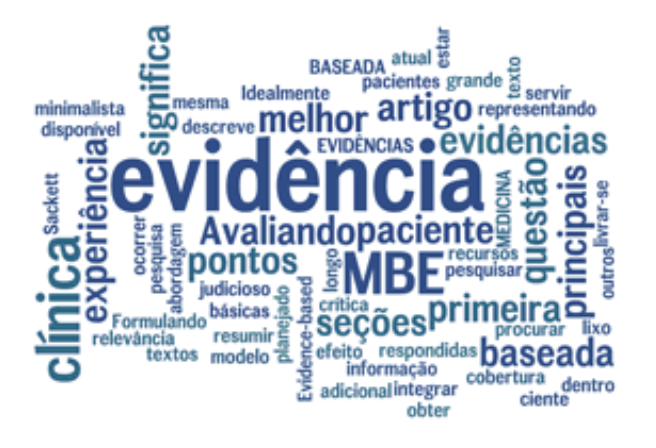 significa
estar
atual
BASEADA
texto
pacientes
grande
Idealmente
servir
minimalista
mesma
artigo
representando
disponível
descreve
melhor
EVIDÊNCIAS
evidências
evidência
experiência
Sackett
MEDICINA
questão
principais
livrar-se
ocorrer
pesquisa
abordagem
Avaliando
paciente
clínica
pontos
longo
MBE
recursos
pesquisar
outros
judicioso
básicas
planejado
Evidence-based
crítica
primeira
Formulando
seções
procurar
lixo
relevância
resumir
textos
modelo
efeito
respondidas
baseada
informação
cobertura
adicional
integrar
dentro
ciente
obter